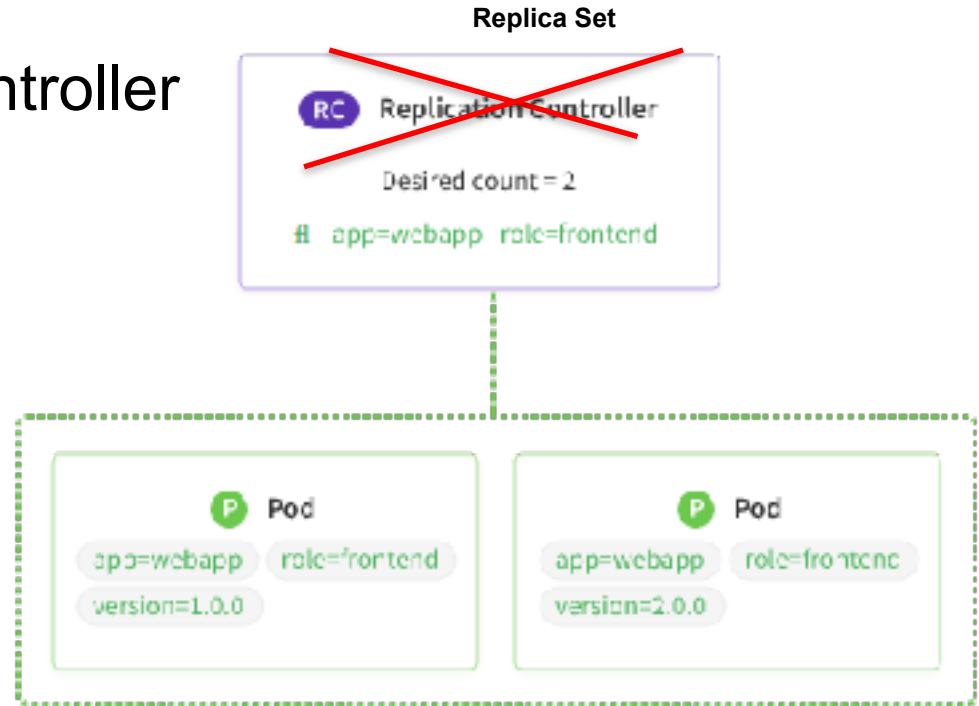 Replica Set
ntroller
RC Replication Controller
Desired count = 2
app=webapp role=frontend
P Pod
app=webapp role=frontend
version=1.0.0
P Pod
app=webapp role=frontend
version=2.0.0